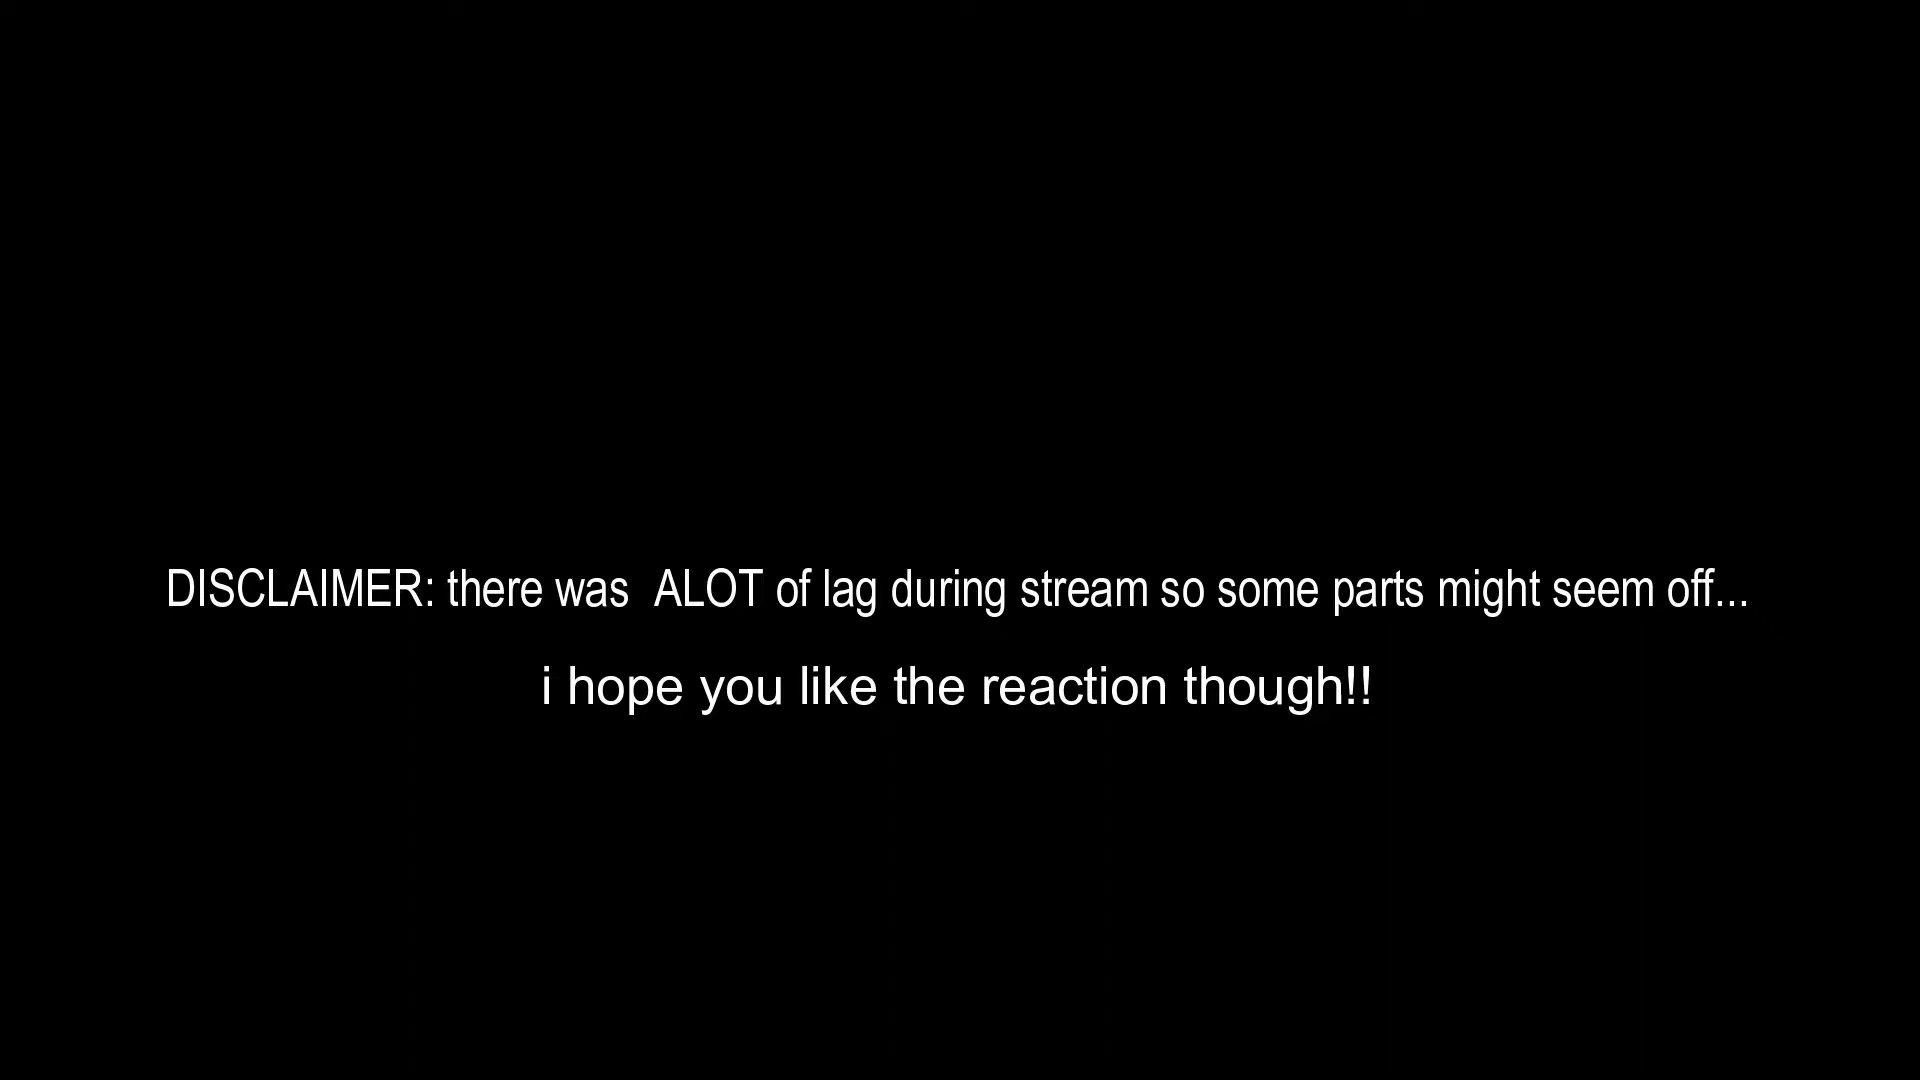 DISCLAIMER: there was  ALOT of lag during stream so some parts might seem off...
i hope you like the reaction though!!